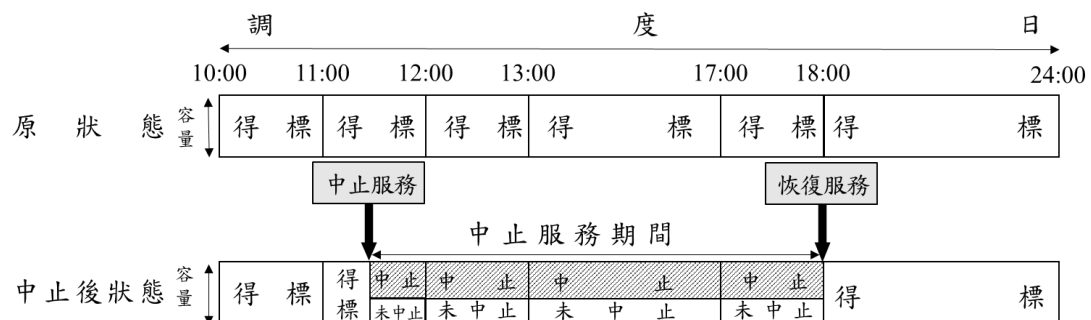 調 度 日
10:00 11:00 12:00 13:00 17:00 18:00 24:00
原狀態 容量 得標 得標 得標 得標 得標 得標
中止服務 恢復服務
中止服務期間
中止後狀態 容量 得標 得標 中止 中止 中止 中止 得標
未中止 未中止 未中止 未中止